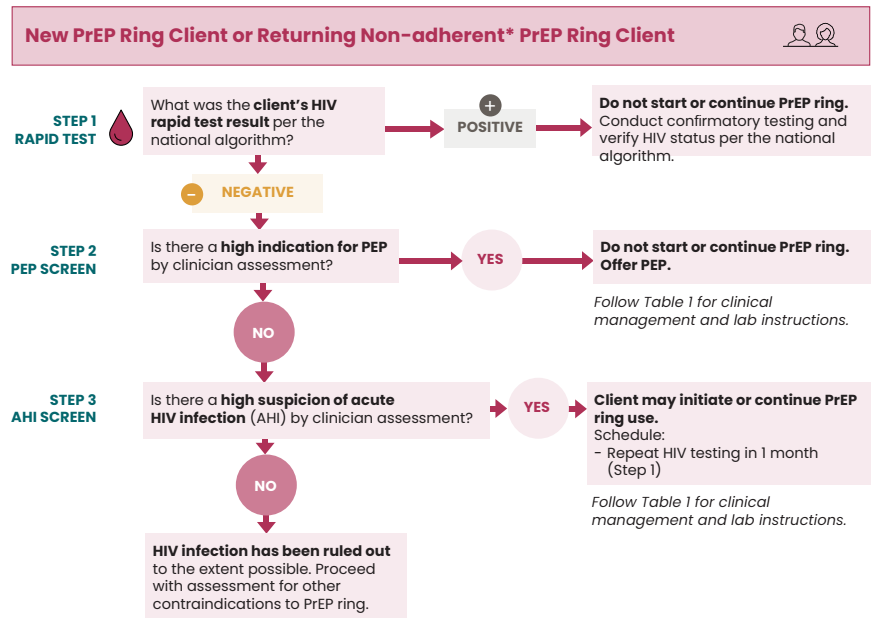 New PrEP Ring Client or Returning Non-adherent* PrEP Ring Client
STEP 1
RAPID TEST
What was the client's HIV
rapid test result per the
national algorithm?
+
POSITIVE
Do not start or continue PrEP ring.
Conduct confirmatory testing and
verify HIV status per the national
algorithm.
–
NEGATIVE
STEP 2
PEP SCREEN
Is there a high indication for PEP
by clinician assessment?
YES
Do not start or continue PrEP ring.
Offer PEP.
Follow Table 1 for clinical
management and lab instructions.
NO
STEP 3
AHI SCREEN
Is there a high suspicion of acute
HIV infection (AHI) by clinician assessment?
YES
Client may initiate or continue PrEP
ring use.
Schedule:
- Repeat HIV testing in 1 month
(Step 1)
Follow Table 1 for clinical
management and lab instructions.
NO
HIV infection has been ruled out
to the extent possible. Proceed
with assessment for other
contraindications to PrEP ring.